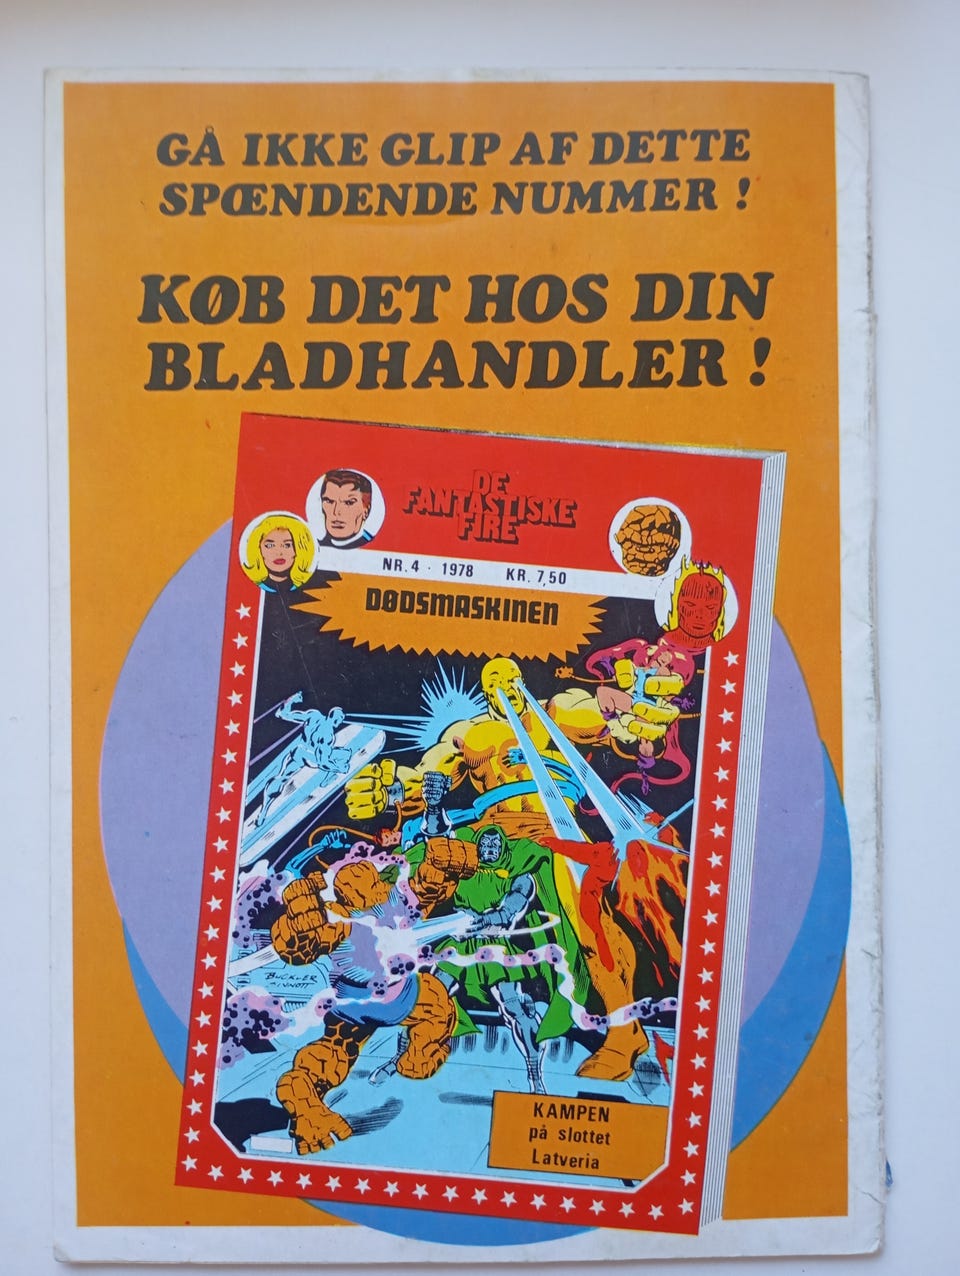 GÅ IKKE GLIP AF DETTE
SPŒNDENDE NUMMER !
KØB DET HOS DIN
BLADHANDLER !
DE
FANTASTISKE
FIRE
NR. 4 · 1978 KR. 7,50
DØDSMASKINEN
BUCKLER
SINNOTT
KAMPEN
på slottet
Latveria